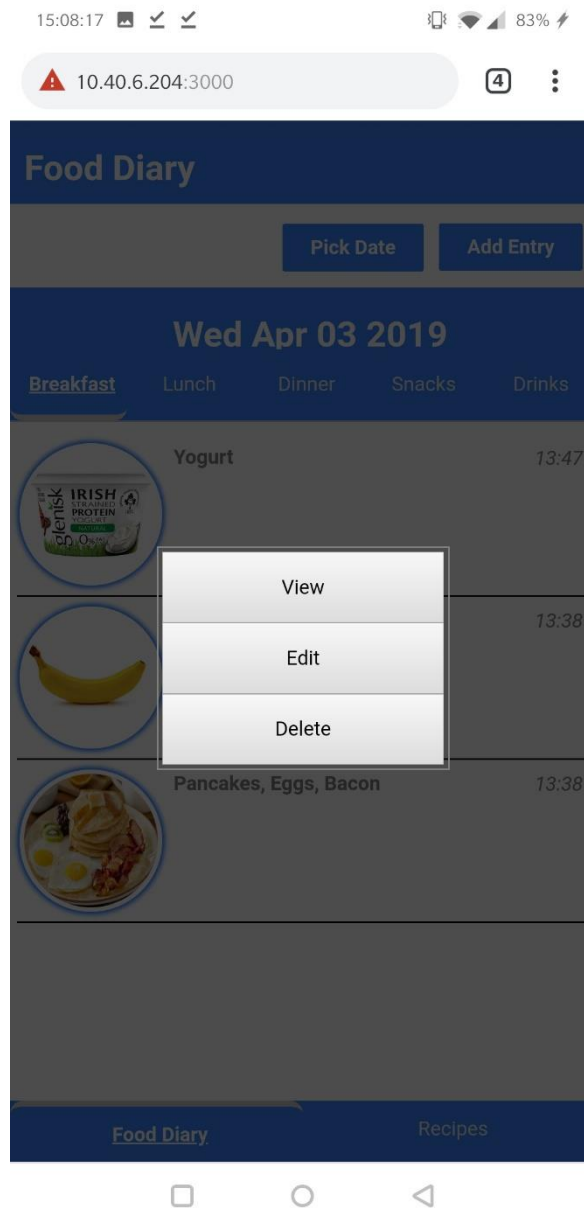 15:08:17
83%
10.40.6.204:3000
4
Food Diary
Pick Date Add Entry
Wed Apr 03 2019
Breakfast Lunch Dinner Snacks Drinks
Yogurt 13:47
glenisk
IRISH
STRAINED
PROTEIN
YOGURT
NATURAL
0
View
13:38
Edit
Delete
Pancakes, Eggs, Bacon 13:38
Food Diary Recipes